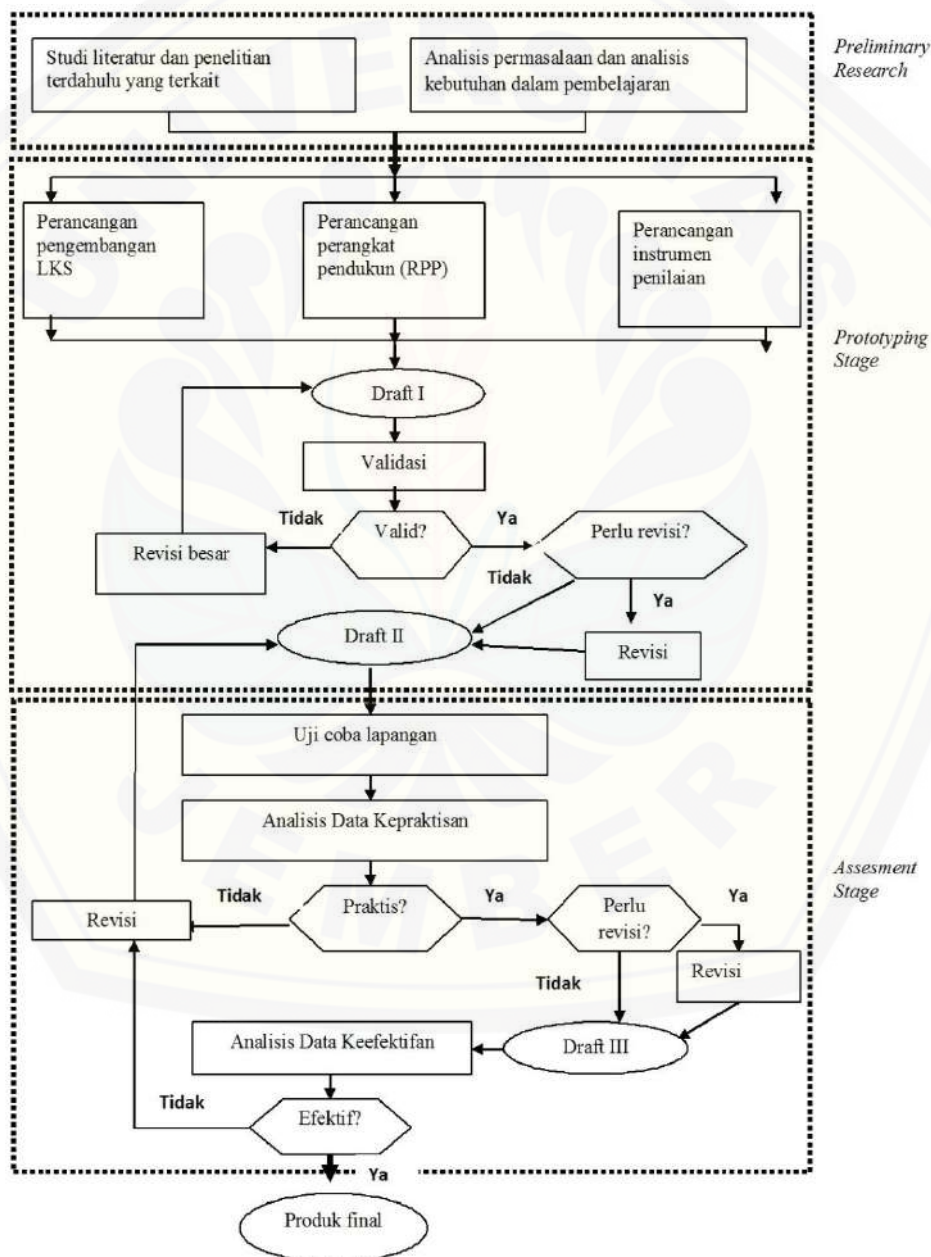 Studi literatur dan penelitian
terdahulu yang terkait
Analisis permasalaan dan analisis
kebutuhan dalam pembelajaran
Preliminary
Research
Perancangan
pengembangan
LKS
Perancangan
perangkat
pendukun (RPP)
Perancangan
instrumen
penilaian
Prototyping
Stage
Draft I
Validasi
Tidak
Valid?
Ya
Perlu revisi?
Revisi besar
Tidak
Ya
Draft II
Revisi
Uji coba lapangan
Analisis Data Kepraktisan
Assesment
Stage
Tidak
Praktis?
Ya
Perlu
revisi?
Ya
Revisi
Revisi
Tidak
Analisis Data Keefektifan
Draft III
Tidak
Efektif?
Ya
Produk final
UNIVERSITAS
JEMBER